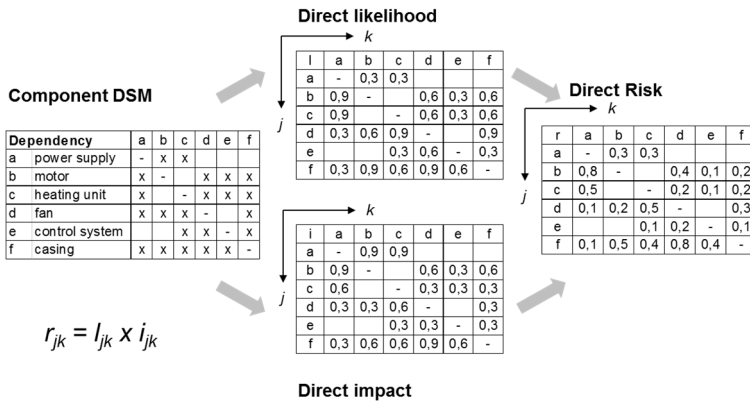 Direct likelihood
k
j
l a b c d e f
a - 0,3 0,3
b 0,9 - 0,6 0,3 0,6
c 0,9 - 0,6 0,3 0,6
d 0,3 0,6 0,9 - 0,9
e 0,3 0,6 - 0,3
f 0,3 0,9 0,6 0,9 0,6 -
Component DSM
Dependency a b c d e f
a power supply - x x
b motor x - x x x
c heating unit x - x x x
d fan x x x - x
e control system x x - x
f casing x x x x x -
Direct Risk
k
j
r a b c d e f
a - 0,3 0,3
b 0,8 - 0,4 0,1 0,2
c 0,5 - 0,2 0,1 0,2
d 0,1 0,2 0,5 - 0,3
e 0,1 0,2 - 0,1
f 0,1 0,5 0,4 0,8 0,4 -
k
j
i a b c d e f
a - 0,9 0,9
b 0,9 - 0,6 0,3 0,6
c 0,6 - 0,3 0,3 0,3
d 0,3 0,3 0,6 - 0,3
e 0,3 0,3 - 0,3
f 0,3 0,6 0,6 0,9 0,6 -
r_jk = l_jk x i_jk
Direct impact